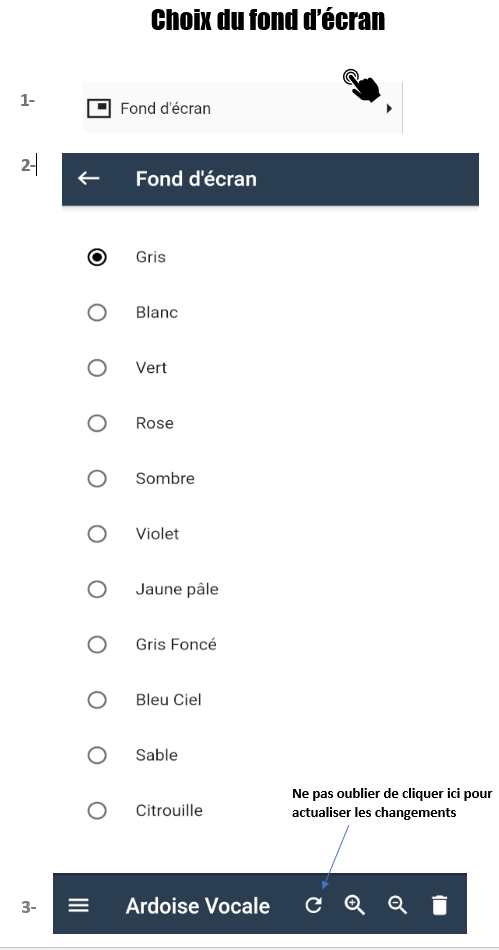 Choix du fond d'écran
1-
Fond d'écran
2-
Fond d'écran
Gris
Blanc
Vert
Rose
Sombre
Violet
Jaune pâle
Gris Foncé
Bleu Ciel
Sable
Citrouille
Ne pas oublier de cliquer ici pour
actualiser les changements
3-
Ardoise Vocale